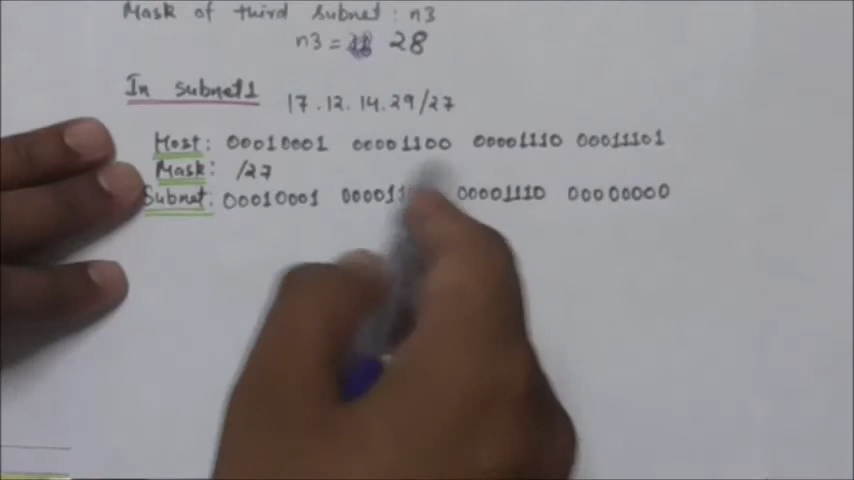 Mask of third subnet : n3
n3 = 28
In subnet1 17.12.14.29/27
Host: 00010001 00001100 00001110 00011101
Mask: /27
Subnet: 00010001 00001110 00000000